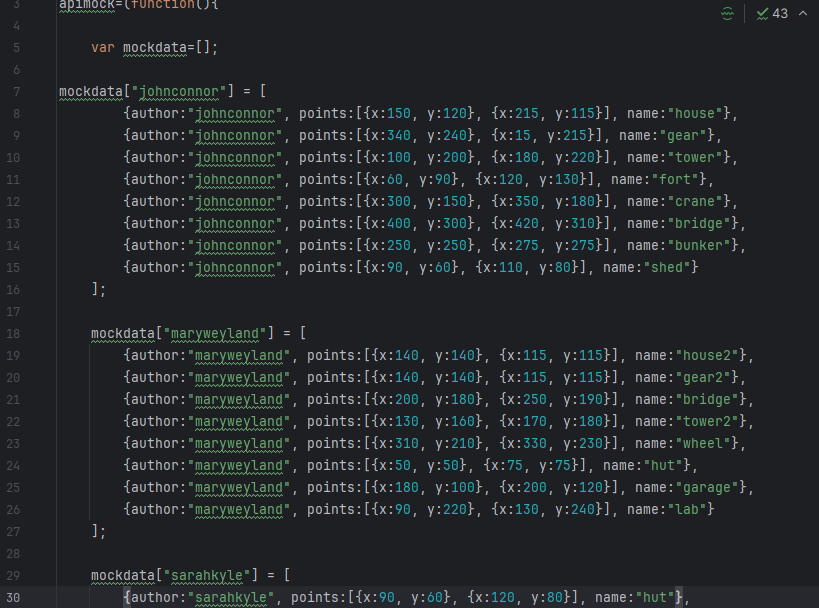 3 apimock=(function(){
43
4
5 var mockdata=[];
6
7 mockdata["johnconnor"] = [
8 {author:"johnconnor", points:[{x:150, y:120}, {x:215, y:115}], name:"house"},
9 {author:"johnconnor", points:[{x:340, y:240}, {x:15, y:215}], name:"gear"},
10 {author:"johnconnor", points:[{x:100, y:200}, {x:180, y:220}], name:"tower"},
11 {author:"johnconnor", points:[{x:60, y:90}, {x:120, y:130}], name:"fort"},
12 {author:"johnconnor", points:[{x:300, y:150}, {x:350, y:180}], name:"crane"},
13 {author:"johnconnor", points:[{x:400, y:300}, {x:420, y:310}], name:"bridge"},
14 {author:"johnconnor", points:[{x:250, y:250}, {x:275, y:275}], name:"bunker"},
15 {author:"johnconnor", points:[{x:90, y:60}, {x:110, y:80}], name:"shed"}
16 ];
17
18 mockdata["maryweyland"] = [
19 {author:"maryweyland", points:[{x:140, y:140}, {x:115, y:115}], name:"house2"},
20 {author:"maryweyland", points:[{x:140, y:140}, {x:115, y:115}], name:"gear2"},
21 {author:"maryweyland", points:[{x:200, y:180}, {x:250, y:190}], name:"bridge"},
22 {author:"maryweyland", points:[{x:130, y:160}, {x:170, y:180}], name:"tower2"},
23 {author:"maryweyland", points:[{x:310, y:210}, {x:330, y:230}], name:"wheel"},
24 {author:"maryweyland", points:[{x:50, y:50}, {x:75, y:75}], name:"hut"},
25 {author:"maryweyland", points:[{x:180, y:100}, {x:200, y:120}], name:"garage"},
26 {author:"maryweyland", points:[{x:90, y:220}, {x:130, y:240}], name:"lab"}
27 ];
28
29 mockdata["sarahkyle"] = [
30 {author:"sarahkyle", points:[{x:90, y:60}, {x:120, y:80}], name:"hut"},